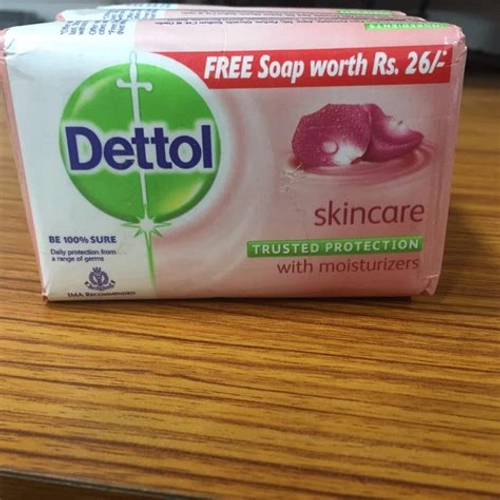 INGREDIENTS
FREE Soap worth Rs. 26/-*
Dettol
skincare
TRUSTED PROTECTION
with moisturizers
BE 100% SURE
Daily protection from
a range of germs
IMA RECOMMENDED